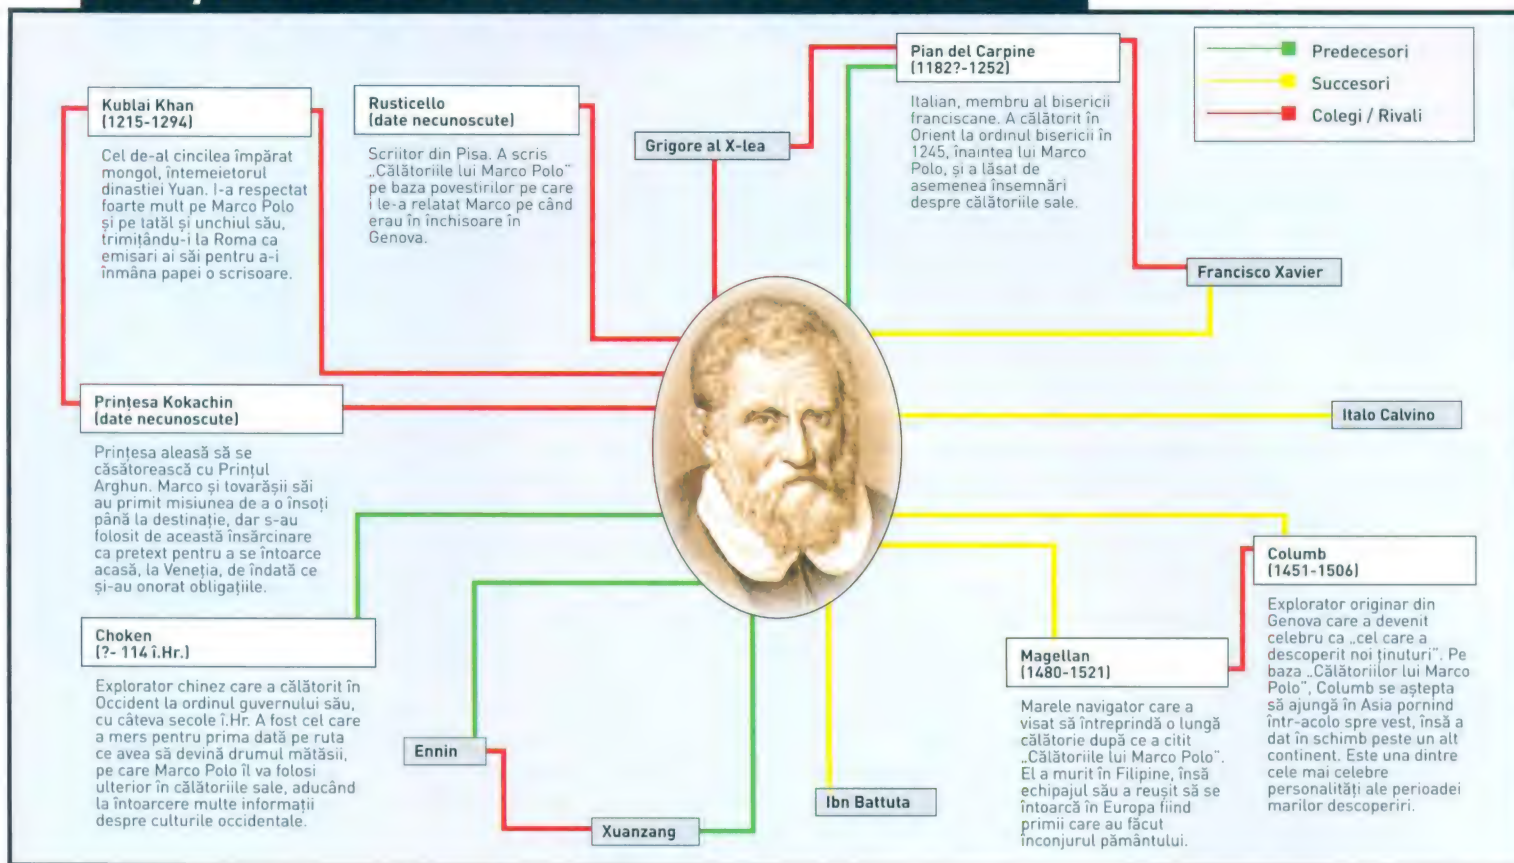 Kublai Khan
(1215-1294)
Cel de-al cincilea împărat
mongol, întemeietorul
dinastiei Yuan. I-a respectat
foarte mult pe Marco Polo
și pe tatăl și unchiul său,
trimițându-i la Roma ca
emisari ai săi pentru a-i
înmâna papei o scrisoare.
Rusticello
(date necunoscute)
Scriitor din Pisa. A scris
„Călătoriile lui Marco Polo”
pe baza povestirilor pe care
i le-a relatat Marco pe când
erau în închisoare în
Genova.
Grigore al X-lea
Pian del Carpine
(1182?-1252)
Italian, membru al bisericii
franciscane. A călătorit în
Orient la ordinul bisericii în
1245, înaintea lui Marco
Polo, și a lăsat de
asemenea însemnări
despre călătoriile sale.
Predecesori
Succesori
Colegi / Rivali
Francisco Xavier
Prințesa Kokachin
(date necunoscute)
Prințesa aleasă să se
căsătorească cu Prințul
Arghun. Marco și tovarășii săi
au primit misiunea de a o însoți
până la destinație, dar s-au
folosit de această însărcinare
ca pretext pentru a se întoarce
acasă, la Veneția, de îndată ce
și-au onorat obligațiile.
Italo Calvino
Choken
(?- 114 î.Hr.)
Explorator chinez care a călătorit în
Occident la ordinul guvernului său,
cu câteva secole î.Hr. A fost cel care
a mers pentru prima dată pe ruta
ce avea să devină drumul mătăsii,
pe care Marco Polo îl va folosi
ulterior în călătoriile sale, aducând
la întoarcere multe informații
despre culturile occidentale.
Ennin
Xuanzang
Ibn Battuta
Magellan
(1480-1521)
Marele navigator care a
visat să întreprindă o lungă
călătorie după ce a citit
„Călătoriile lui Marco Polo”.
El a murit în Filipine, însă
echipajul său a reușit să se
întoarcă în Europa fiind
primii care au făcut
înconjurul pământului.
Columb
(1451-1506)
Explorator originar din
Genova care a devenit
celebru ca „cel care a
descoperit noi ținuturi”. Pe
baza „Călătoriilor lui Marco
Polo”, Columb se aștepta
să ajungă în Asia pornind
într-acolo spre vest, însă a
dat în schimb peste un alt
continent. Este una dintre
cele mai celebre
personalități ale perioadei
marilor descoperiri.